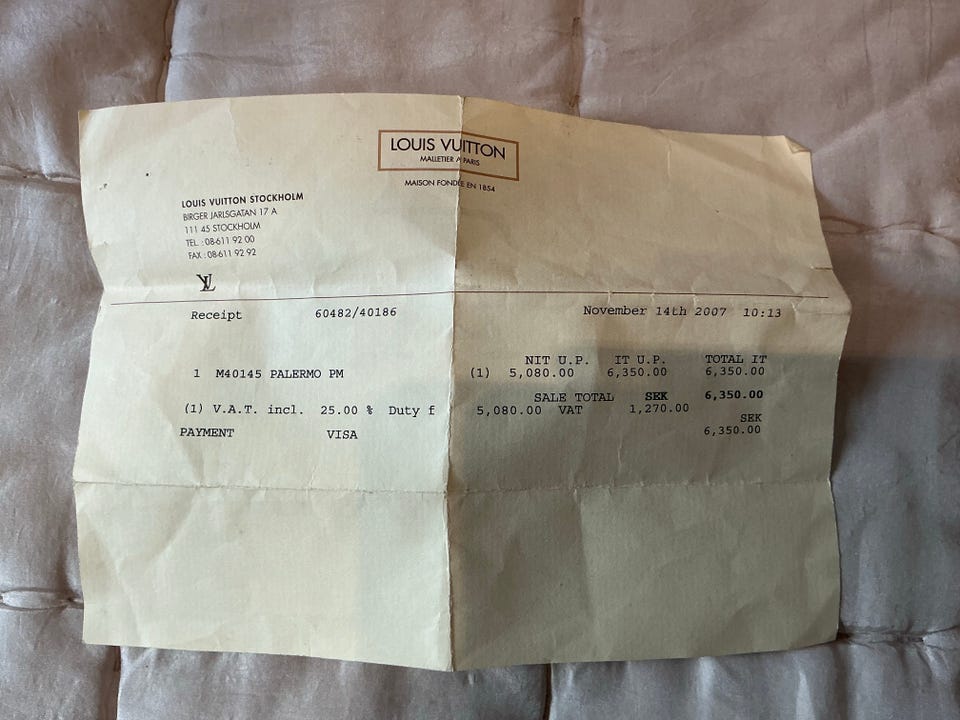 LOUIS VUITTON
MALLETIER A PARIS
MAISON FONDÉE EN 1854
LOUIS VUITTON STOCKHOLM
BIRGER JARLSGATAN 17 A
111 45 STOCKHOLM
TEL. : 08-611 92 00
FAX : 08-611 92 92
LV
Receipt 60482/40186 November 14th 2007 10:13
NIT U.P. IT U.P. TOTAL IT
1 M40145 PALERMO PM (1) 5,080.00 6,350.00 6,350.00
SALE TOTAL SEK 6,350.00
(1) V.A.T. incl. 25.00 % Duty f 5,080.00 VAT 1,270.00
SEK
PAYMENT VISA 6,350.00